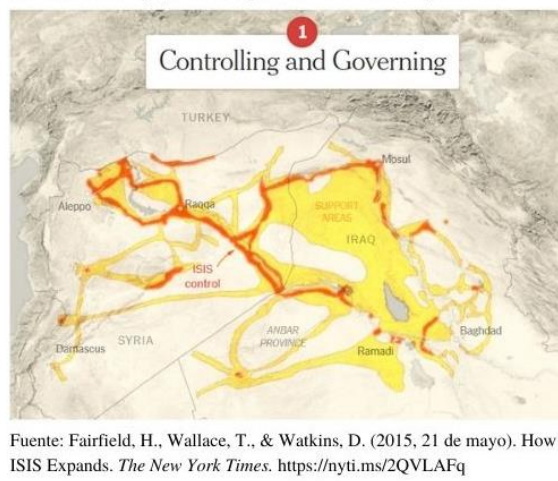 1
Controlling and Governing
TURKEY
Mosul
Aleppo
Raqqa
SUPPORT
AREAS
IRAQ
ISIS
control
SYRIA
ANBAR
PROVINCE
Damascus
Ramadi
Baghdad
Fuente: Fairfield, H., Wallace, T., & Watkins, D. (2015, 21 de mayo). How
ISIS Expands. The New York Times. https://nyti.ms/2QVLAFq